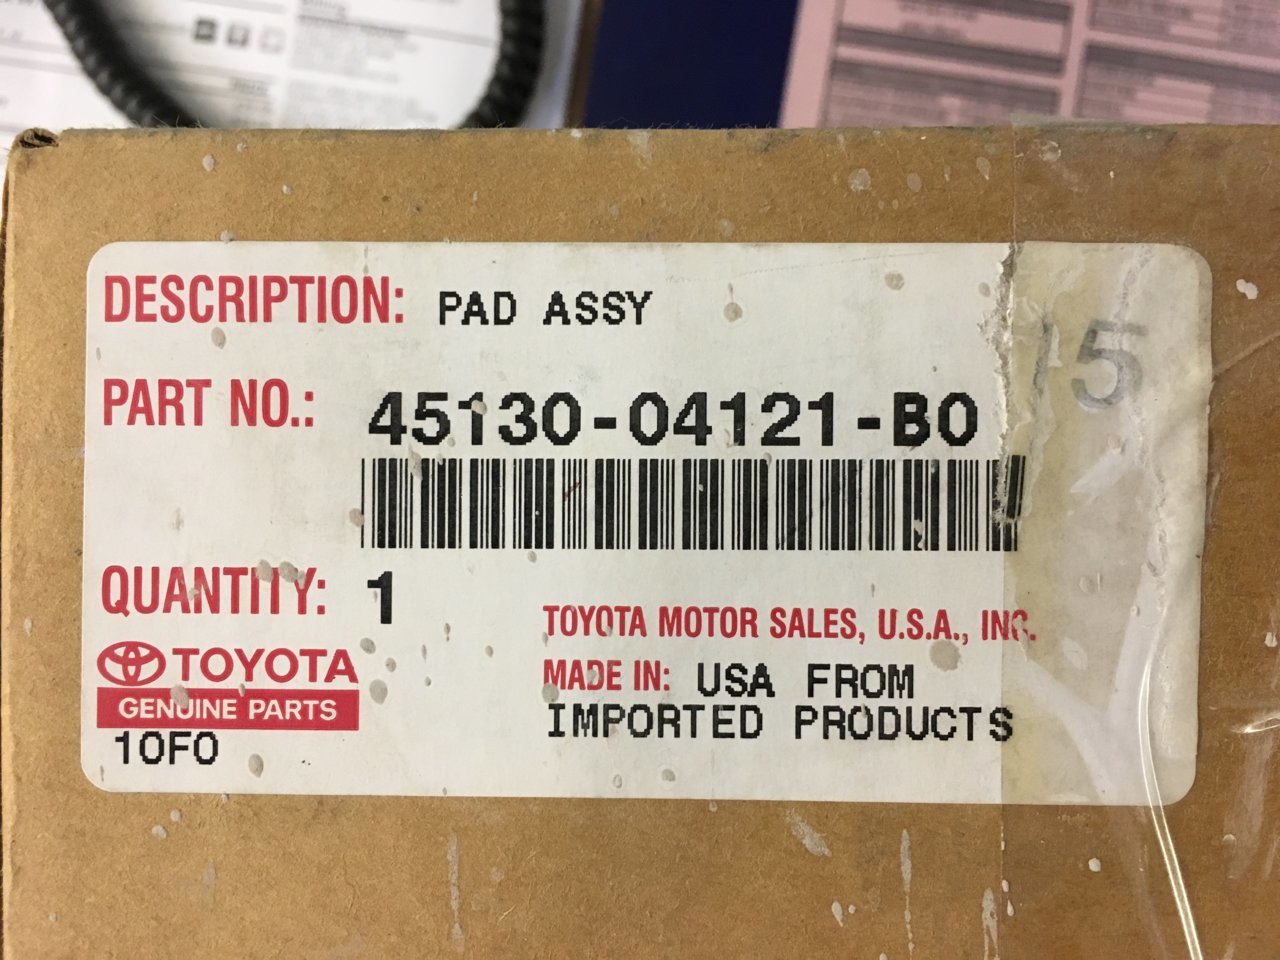 DESCRIPTION: PAD ASSY
15
PART NO.: 45130-04121-B0
QUANTITY: 1
TOYOTA MOTOR SALES, U.S.A., INC.
TOYOTA
MADE IN: USA FROM
GENUINE PARTS
IMPORTED PRODUCTS
10F0